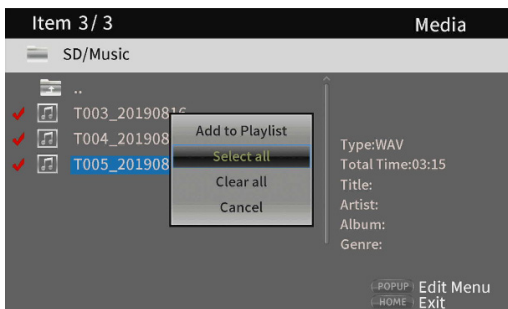 Item 3/ 3
Media
SD/Music
..
T003_20190816
T004_201908
T005_201908
Add to Playlist
Select all
Clear all
Cancel
Type:WAV
Total Time:03:15
Title:
Artist:
Album:
Genre:
POPUP Edit Menu
HOME Exit